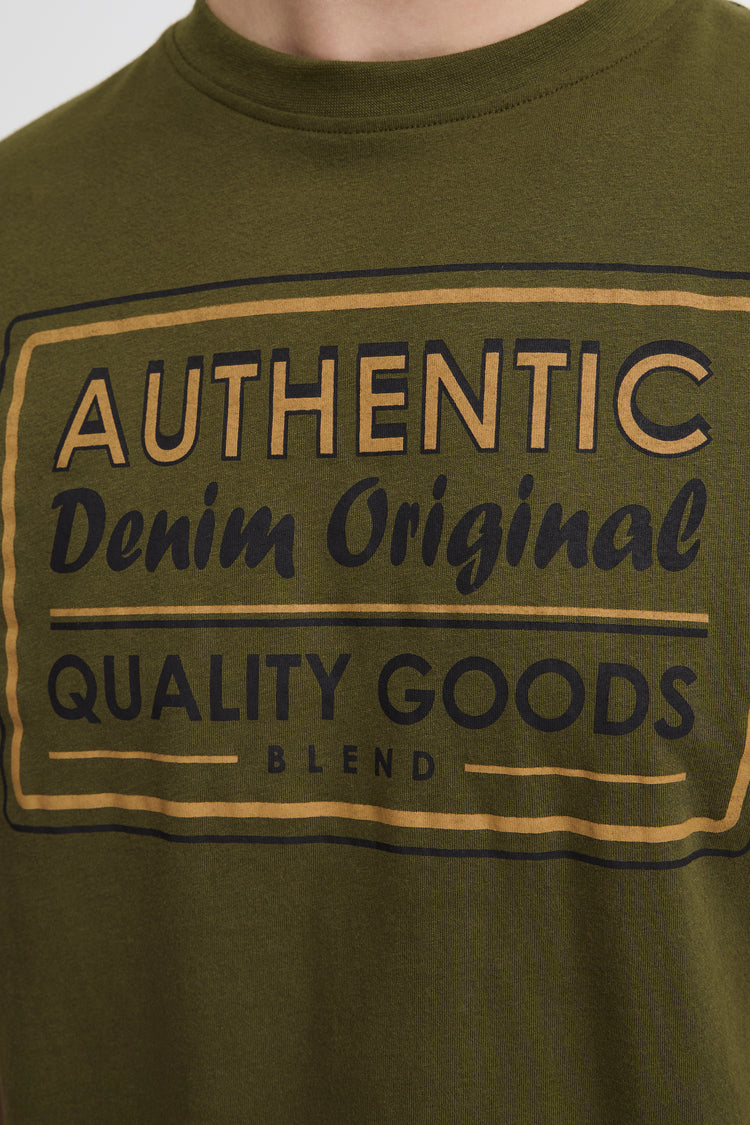 AUTHENTIC
Denim Original
QUALITY GOODS
BLEND